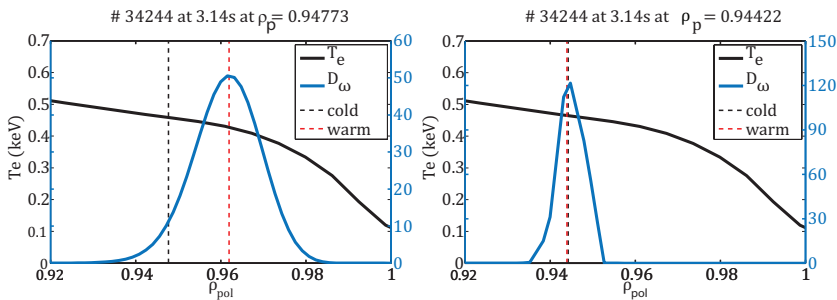 # 34244 at 3.14s at ρp = 0.94773
Te (keV)
0.7
0.6
0.5
0.4
0.3
0.2
0.1
0
60
50
40
30
20
10
0
0.92
0.94
0.96
0.98
1
ρpol
Te
Dω
cold
warm
# 34244 at 3.14s at ρp = 0.94422
Te (keV)
0.7
0.6
0.5
0.4
0.3
0.2
0.1
0
150
120
90
60
30
0
0.92
0.94
0.96
0.98
1
ρpol
Te
Dω
cold
warm